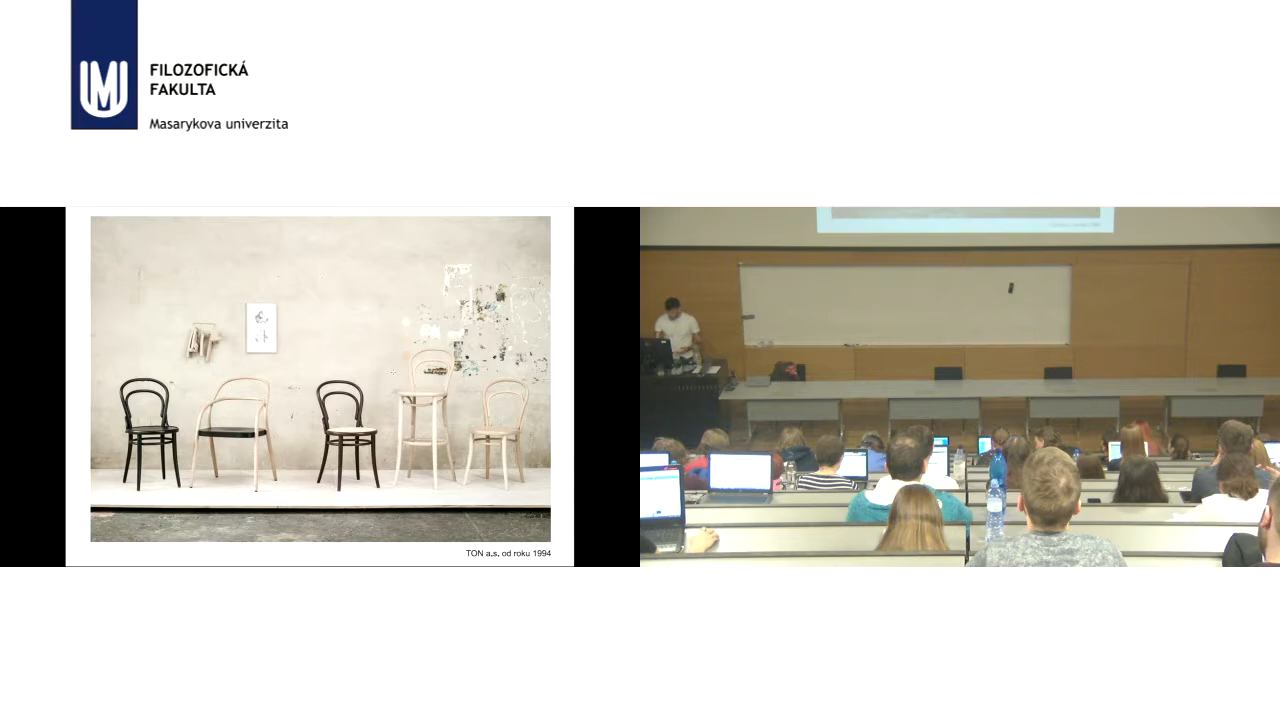 FILOZOFICKÁ
FAKULTA
Masarykova univerzita
TON a.s. od roku 1994